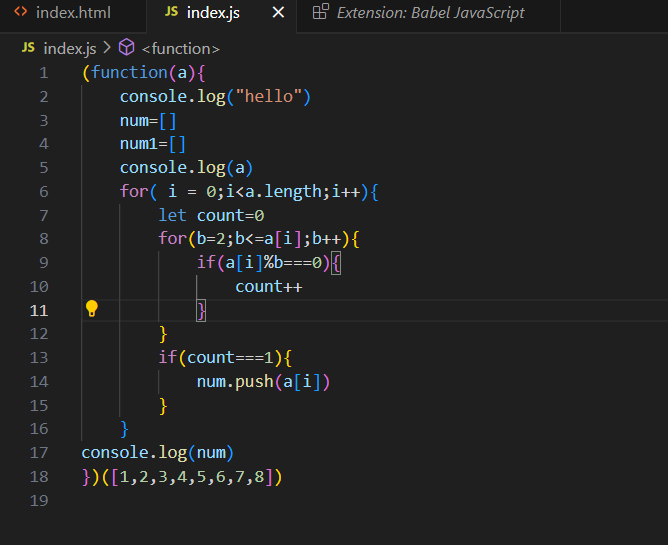 <> index.html JS index.js × Extension: Babel JavaScript
JS index.js > <function>
1 (function(a){
2     console.log("hello")
3     num=[]
4     num1=[]
5     console.log(a)
6     for( i = 0;i<a.length;i++){
7         let count=0
8         for(b=2;b<=a[i];b++){
9             if(a[i]%b===0){
10                 count++
11             }
12         }
13         if(count===1){
14             num.push(a[i])
15         }
16     }
17 console.log(num)
18 })([1,2,3,4,5,6,7,8])
19